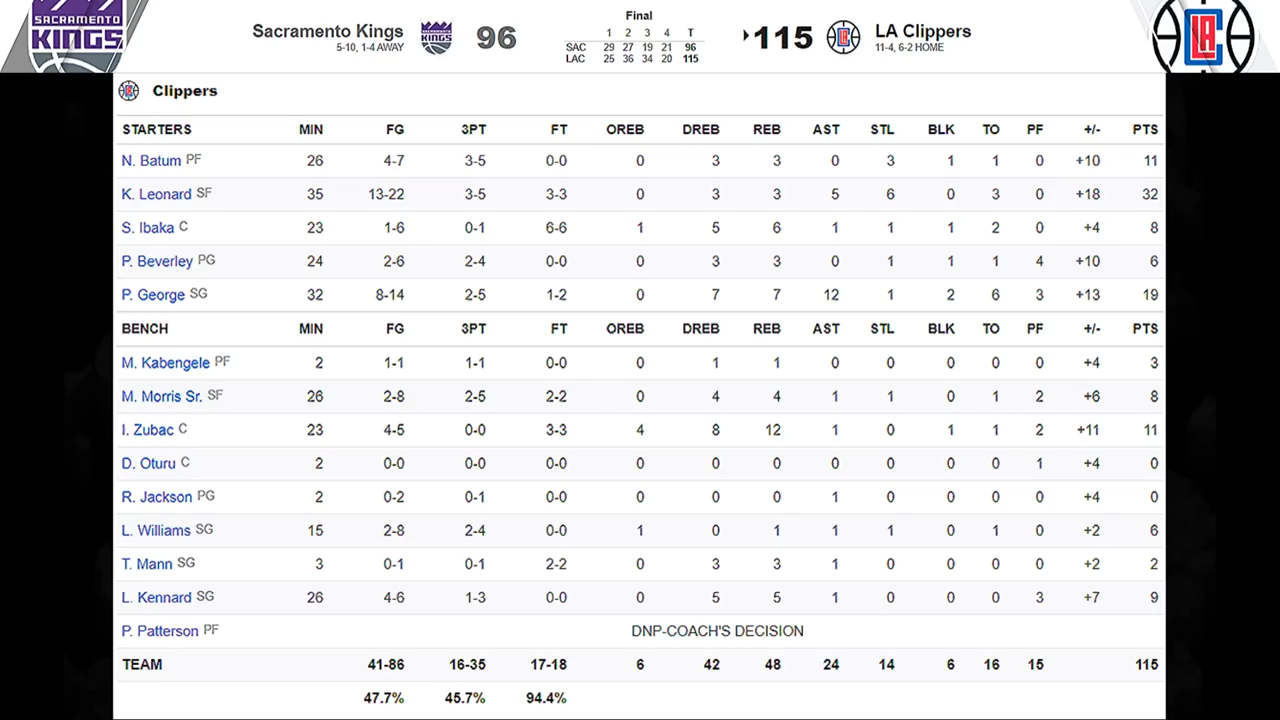 SACRAMENTO
KINGS
Sacramento Kings
5-10, 1-4 AWAY
96
Final
1 2 3 4 T
SAC 29 27 19 21 96
LAC 25 36 34 20 115
115
LA Clippers
11-4, 6-2 HOME
Clippers
STARTERS MIN FG 3PT FT OREB DREB REB AST STL BLK TO PF +/- PTS
N. Batum PF 26 4-7 3-5 0-0 0 3 3 0 3 1 1 0 +10 11
K. Leonard SF 35 13-22 3-5 3-3 0 3 3 5 6 0 3 0 +18 32
S. Ibaka C 23 1-6 0-1 6-6 1 5 6 1 1 1 2 0 +4 8
P. Beverley PG 24 2-6 2-4 0-0 0 3 3 0 1 1 1 4 +10 6
P. George SG 32 8-14 2-5 1-2 0 7 7 12 1 2 6 3 +13 19
BENCH MIN FG 3PT FT OREB DREB REB AST STL BLK TO PF +/- PTS
M. Kabengele PF 2 1-1 1-1 0-0 0 1 1 0 0 0 0 0 +4 3
M. Morris Sr. SF 26 2-8 2-5 2-2 0 4 4 1 1 0 1 2 +6 8
I. Zubac C 23 4-5 0-0 3-3 4 8 12 1 0 1 1 2 +11 11
D. Oturu C 2 0-0 0-0 0-0 0 0 0 0 0 0 0 1 +4 0
R. Jackson PG 2 0-2 0-1 0-0 0 0 0 1 0 0 0 0 +4 0
L. Williams SG 15 2-8 2-4 0-0 1 0 1 1 1 0 1 0 +2 6
T. Mann SG 3 0-1 0-1 2-2 0 3 3 1 0 0 0 0 +2 2
L. Kennard SG 26 4-6 1-3 0-0 0 5 5 1 0 0 0 3 +7 9
P. Patterson PF DNP-COACH'S DECISION
TEAM 41-86 16-35 17-18 6 42 48 24 14 6 16 15 115
47.7% 45.7% 94.4%